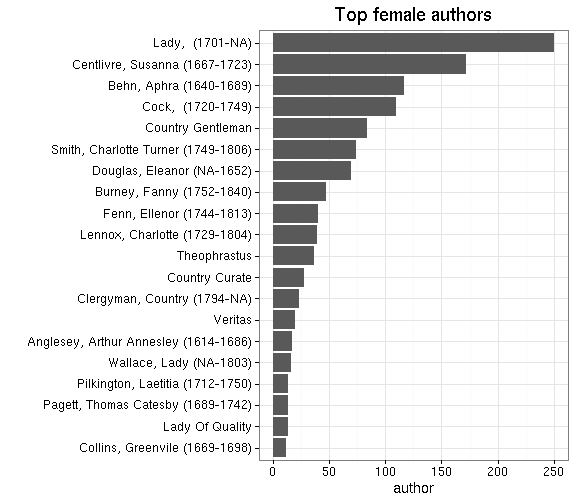 Top female authors
Lady,  (1701-NA)
Centlivre, Susanna (1667-1723)
Behn, Aphra (1640-1689)
Cock,  (1720-1749)
Country Gentleman
Smith, Charlotte Turner (1749-1806)
Douglas, Eleanor (NA-1652)
Burney, Fanny (1752-1840)
Fenn, Ellenor (1744-1813)
Lennox, Charlotte (1729-1804)
Theophrastus
Country Curate
Clergyman, Country (1794-NA)
Veritas
Anglesey, Arthur Annesley (1614-1686)
Wallace, Lady (NA-1803)
Pilkington, Laetitia (1712-1750)
Pagett, Thomas Catesby (1689-1742)
Lady Of Quality
Collins, Greenvile (1669-1698)
0 50 100 150 200 250
author